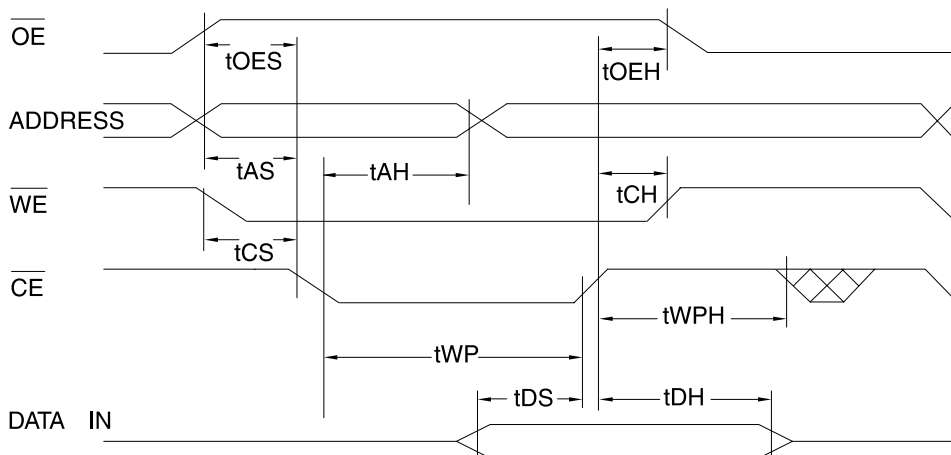 OE
tOES
tOEH
ADDRESS
tAS
tAH
tCH
WE
tCS
CE
tWPH
tWP
tDS
tDH
DATA IN